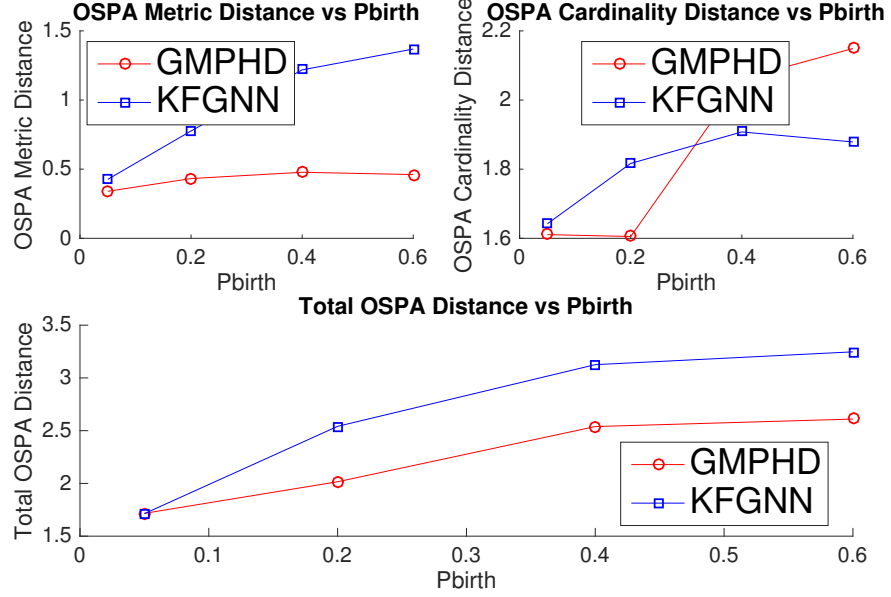 OSPA Metric Distance vs Pbirth
OSPA Metric Distance
1.5
1
0.5
0
0 0.2 0.4 0.6
Pbirth
GMPHD
KFGNN
OSPA Cardinality Distance vs Pbirth
OSPA Cardinality Distance
2.2
2
1.8
1.6
0 0.2 0.4 0.6
Pbirth
GMPHD
KFGNN
Total OSPA Distance vs Pbirth
Total OSPA Distance
3.5
3
2.5
2
1.5
0 0.1 0.2 0.3 0.4 0.5 0.6
Pbirth
GMPHD
KFGNN